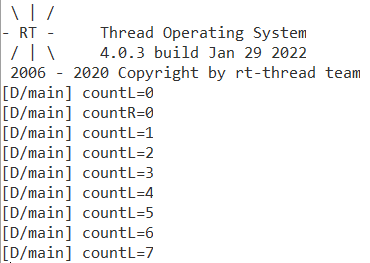 \ | /
- RT -     Thread Operating System
 / | \     4.0.3 build Jan 29 2022
 2006 - 2020 Copyright by rt-thread team
[D/main] countL=0
[D/main] countR=0
[D/main] countL=1
[D/main] countL=2
[D/main] countL=3
[D/main] countL=4
[D/main] countL=5
[D/main] countL=6
[D/main] countL=7